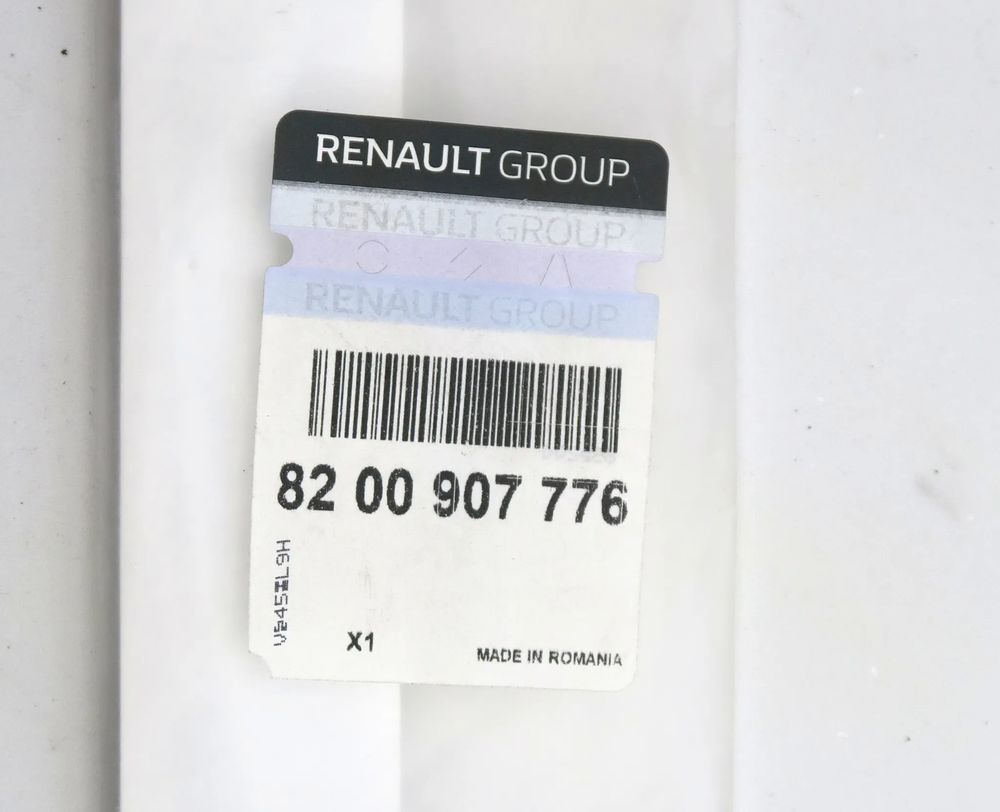 RENAULT GROUP
RENAULT GROUP
RENAULT GROUP
82 00 907 776
X1
MADE IN ROMANIA